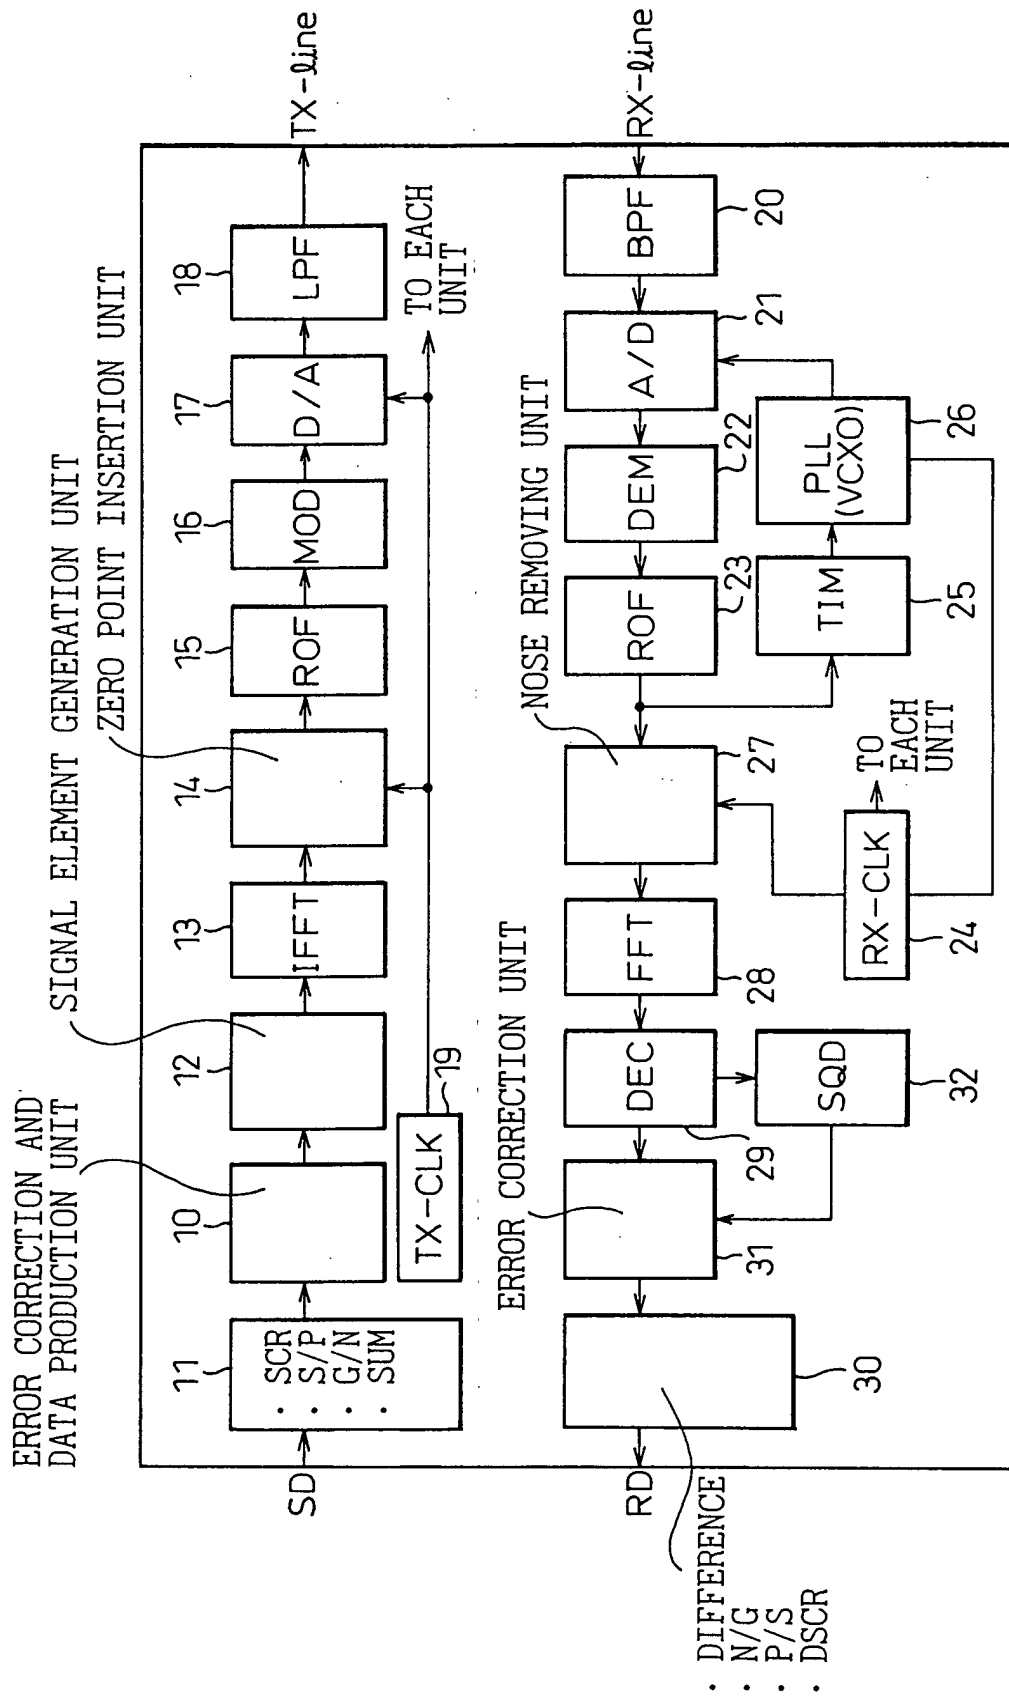 ERROR CORRECTION AND
DATA PRODUCTION UNIT
SIGNAL ELEMENT GENERATION UNIT
ZERO POINT INSERTION UNIT
SD
11
· SCR
· S/P
· G/N
· SUM
10
12
13
IFFT
14
15
ROF
16
MOD
17
D/A
18
LPF
TX-line
TX-CLK
19
TO EACH
UNIT
ERROR CORRECTION UNIT
NOSE REMOVING UNIT
RD
30
31
DEC
29
FFT
28
27
ROF
23
DEM
22
A/D
21
BPF
20
RX-line
SQD
32
RX-CLK
24
TO
EACH
UNIT
TIM
25
PLL
(VCXO)
26
· DIFFERENCE
· N/G
· P/S
· DSCR